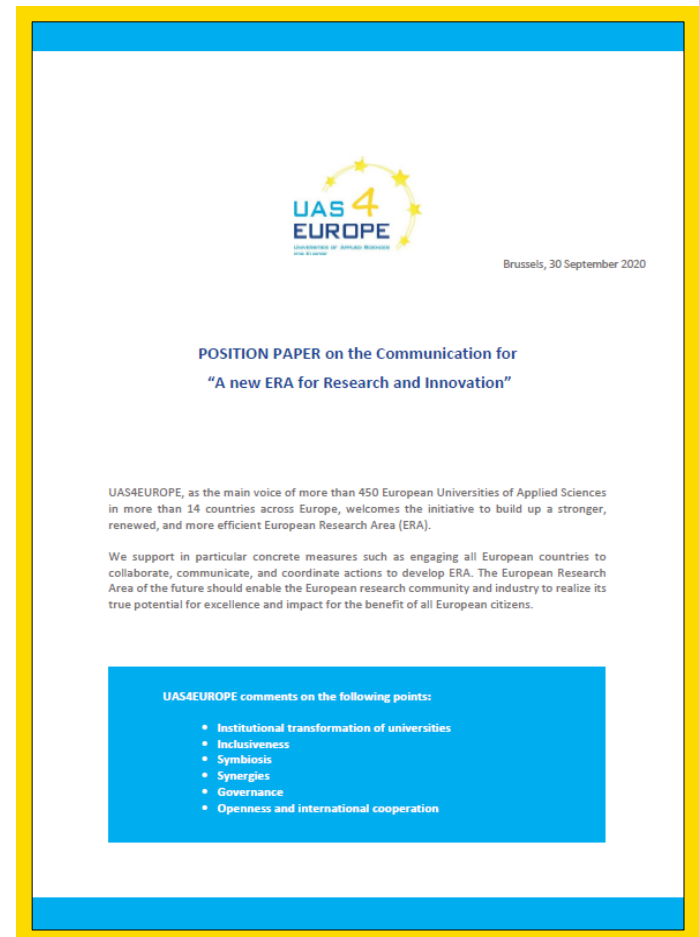 UAS 4
EUROPE
UNIVERSITIES OF APPLIED SCIENCES
FOR EUROPE
Brussels, 30 September 2020
POSITION PAPER on the Communication for
“A new ERA for Research and Innovation”
UAS4EUROPE, as the main voice of more than 450 European Universities of Applied Sciences
in more than 14 countries across Europe, welcomes the initiative to build up a stronger,
renewed, and more efficient European Research Area (ERA).
We support in particular concrete measures such as engaging all European countries to
collaborate, communicate, and coordinate actions to develop ERA. The European Research
Area of the future should enable the European research community and industry to realize its
true potential for excellence and impact for the benefit of all European citizens.
UAS4EUROPE comments on the following points:
• Institutional transformation of universities
• Inclusiveness
• Symbiosis
• Synergies
• Governance
• Openness and international cooperation